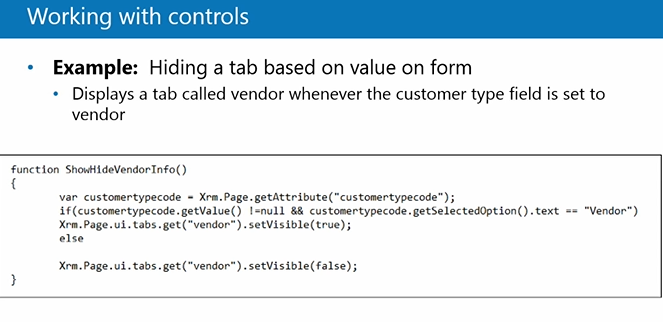 Working with controls
• Example: Hiding a tab based on value on form
• Displays a tab called vendor whenever the customer type field is set to
vendor
function ShowHideVendorInfo()
{
var customertypecode = Xrm.Page.getAttribute("customertypecode");
if(customertypecode.getValue() !=null && customertypecode.getSelectedOption().text == "Vendor")
Xrm.Page.ui.tabs.get("vendor").setVisible(true);
else
Xrm.Page.ui.tabs.get("vendor").setVisible(false);
}